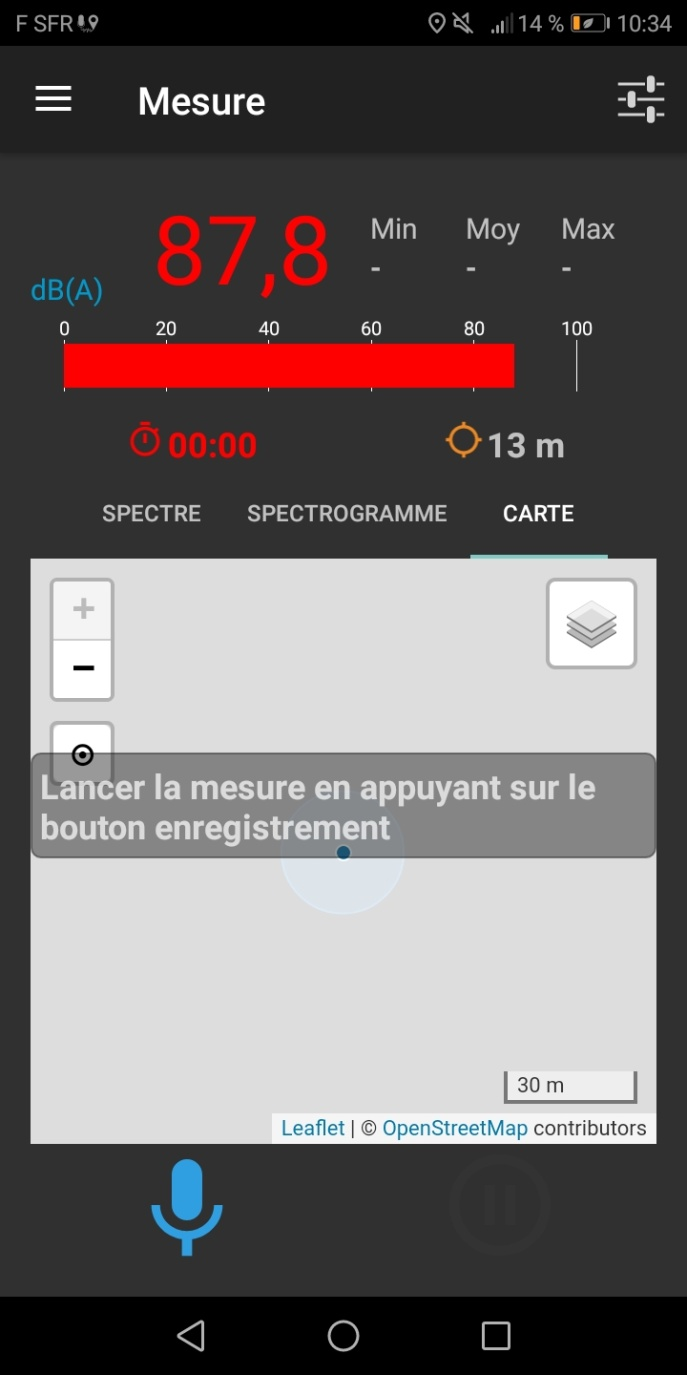 F SFR 14 % 10:34
Mesure
87,8 Min Moy Max
- - -
dB(A)
0 20 40 60 80 100
00:00 13 m
SPECTRE SPECTROGRAMME CARTE
+
−
Lancer la mesure en appuyant sur le
bouton enregistrement
30 m
Leaflet | © OpenStreetMap contributors